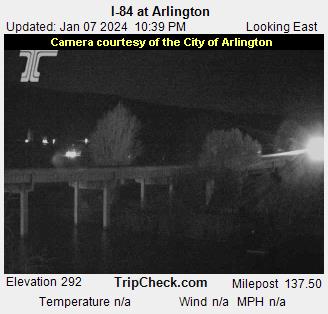 I-84 at Arlington
Updated: Jan 07 2024 10:39 PM Looking East
Camera courtesy of the City of Arlington
Elevation 292 TripCheck.com Milepost 137.50
Temperature n/a Wind n/a MPH n/a